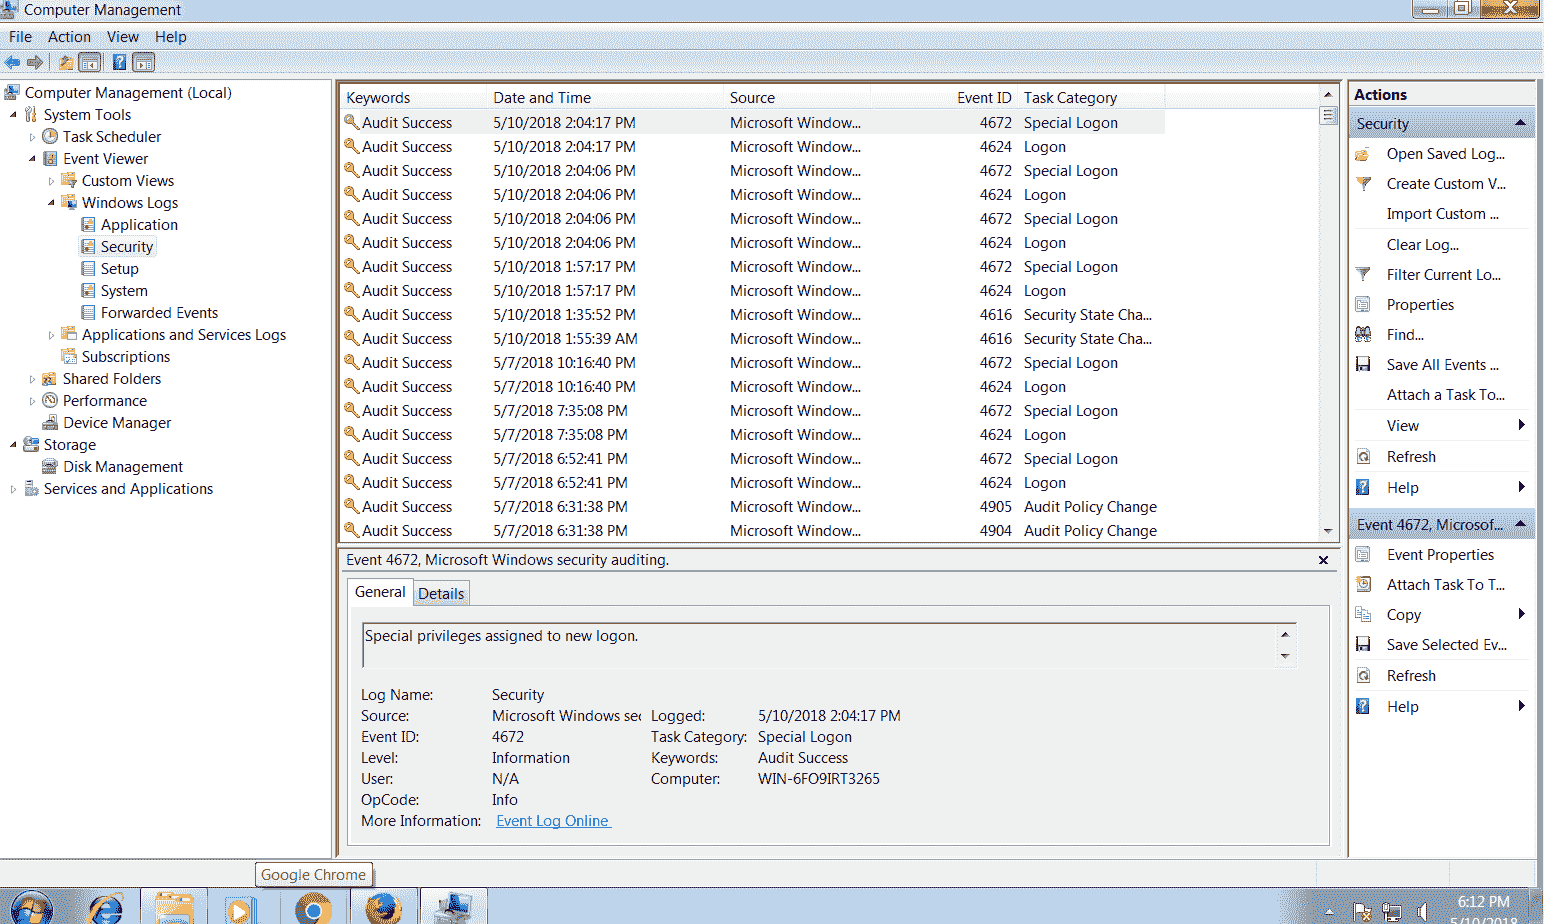 Computer Management
File Action View Help
Computer Management (Local)
System Tools
Task Scheduler
Event Viewer
Custom Views
Windows Logs
Application
Security
Setup
System
Forwarded Events
Applications and Services Logs
Subscriptions
Shared Folders
Performance
Device Manager
Storage
Disk Management
Services and Applications
Keywords Date and Time Source Event ID Task Category
Audit Success 5/10/2018 2:04:17 PM Microsoft Window... 4672 Special Logon
Audit Success 5/10/2018 2:04:17 PM Microsoft Window... 4624 Logon
Audit Success 5/10/2018 2:04:06 PM Microsoft Window... 4672 Special Logon
Audit Success 5/10/2018 2:04:06 PM Microsoft Window... 4624 Logon
Audit Success 5/10/2018 2:04:06 PM Microsoft Window... 4672 Special Logon
Audit Success 5/10/2018 2:04:06 PM Microsoft Window... 4624 Logon
Audit Success 5/10/2018 1:57:17 PM Microsoft Window... 4672 Special Logon
Audit Success 5/10/2018 1:57:17 PM Microsoft Window... 4624 Logon
Audit Success 5/10/2018 1:35:52 PM Microsoft Window... 4616 Security State Cha...
Audit Success 5/10/2018 1:55:39 AM Microsoft Window... 4616 Security State Cha...
Audit Success 5/7/2018 10:16:40 PM Microsoft Window... 4672 Special Logon
Audit Success 5/7/2018 10:16:40 PM Microsoft Window... 4624 Logon
Audit Success 5/7/2018 7:35:08 PM Microsoft Window... 4672 Special Logon
Audit Success 5/7/2018 7:35:08 PM Microsoft Window... 4624 Logon
Audit Success 5/7/2018 6:52:41 PM Microsoft Window... 4672 Special Logon
Audit Success 5/7/2018 6:52:41 PM Microsoft Window... 4624 Logon
Audit Success 5/7/2018 6:31:38 PM Microsoft Window... 4905 Audit Policy Change
Audit Success 5/7/2018 6:31:38 PM Microsoft Window... 4904 Audit Policy Change
Event 4672, Microsoft Windows security auditing.
General Details
Special privileges assigned to new logon.
Log Name: Security
Source: Microsoft Windows sec Logged: 5/10/2018 2:04:17 PM
Event ID: 4672 Task Category: Special Logon
Level: Information Keywords: Audit Success
User: N/A Computer: WIN-6FO9IRT3265
OpCode: Info
More Information: Event Log Online
Actions
Security
Open Saved Log...
Create Custom V...
Import Custom ...
Clear Log...
Filter Current Lo...
Properties
Find...
Save All Events ...
Attach a Task To...
View
Refresh
Help
Event 4672, Microsof...
Event Properties
Attach Task To T...
Copy
Save Selected Ev...
Refresh
Help
Google Chrome
6:12 PM
5/10/2018